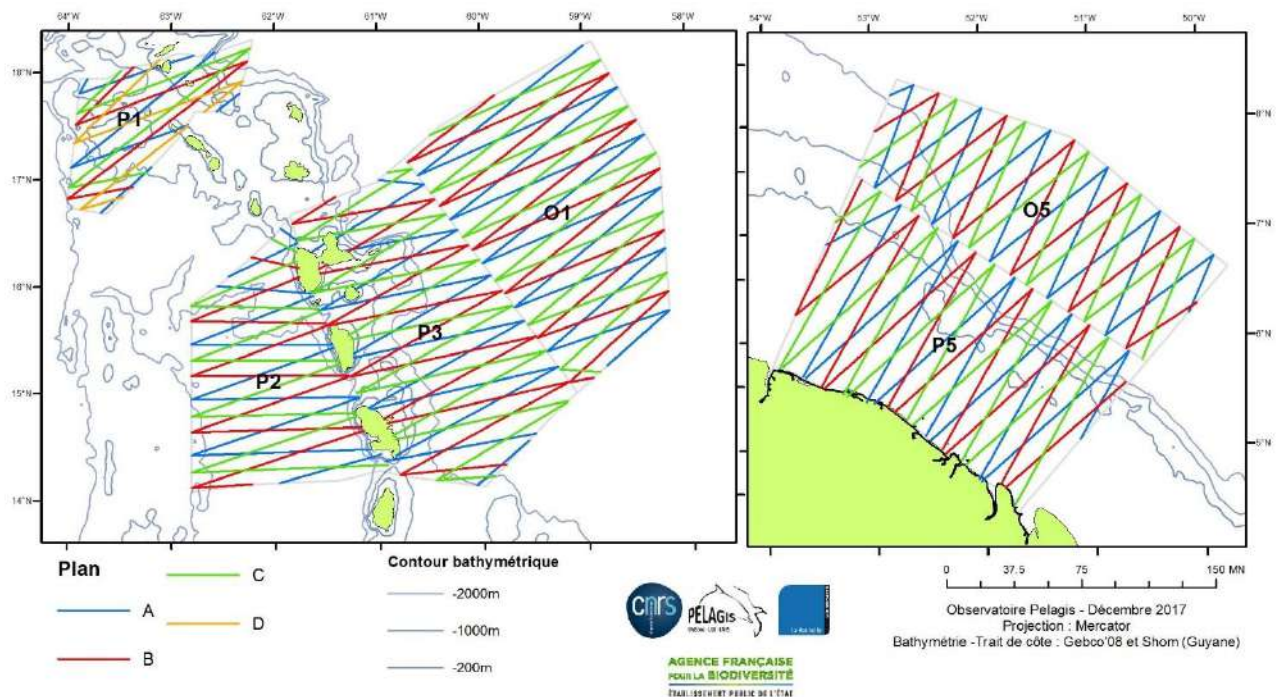 64°W 63°W 62°W 61°W 60°W 59°W 58°W
54°W 53°W 52°W 51°W 50°W
18°N
17°N
16°N
15°N
14°N
8°N
7°N
6°N
5°N
P1
O1
P3
P2
O5
P5
Plan
A
B
C
D
Contour bathymétrique
-2000m
-1000m
-200m
cnrs
PELAGIS
AGENCE FRANÇAISE
POUR LA BIODIVERSITÉ
ÉTABLISSEMENT PUBLIC DE L'ÉTAT
0 37.5 75 150 MN
Observatoire Pelagis - Décembre 2017
Projection : Mercator
Bathymétrie -Trait de côte : Gebco'08 et Shom (Guyane)